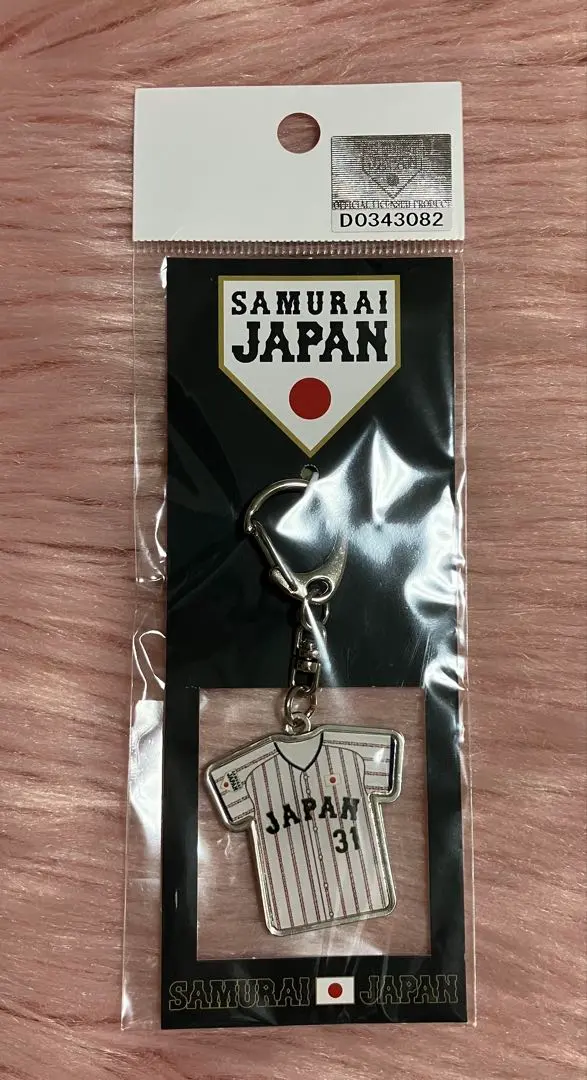 OFFICIAL LICENSED PRODUCT
D0343082
SAMURAI
JAPAN
JAPAN
31
SAMURAI JAPAN